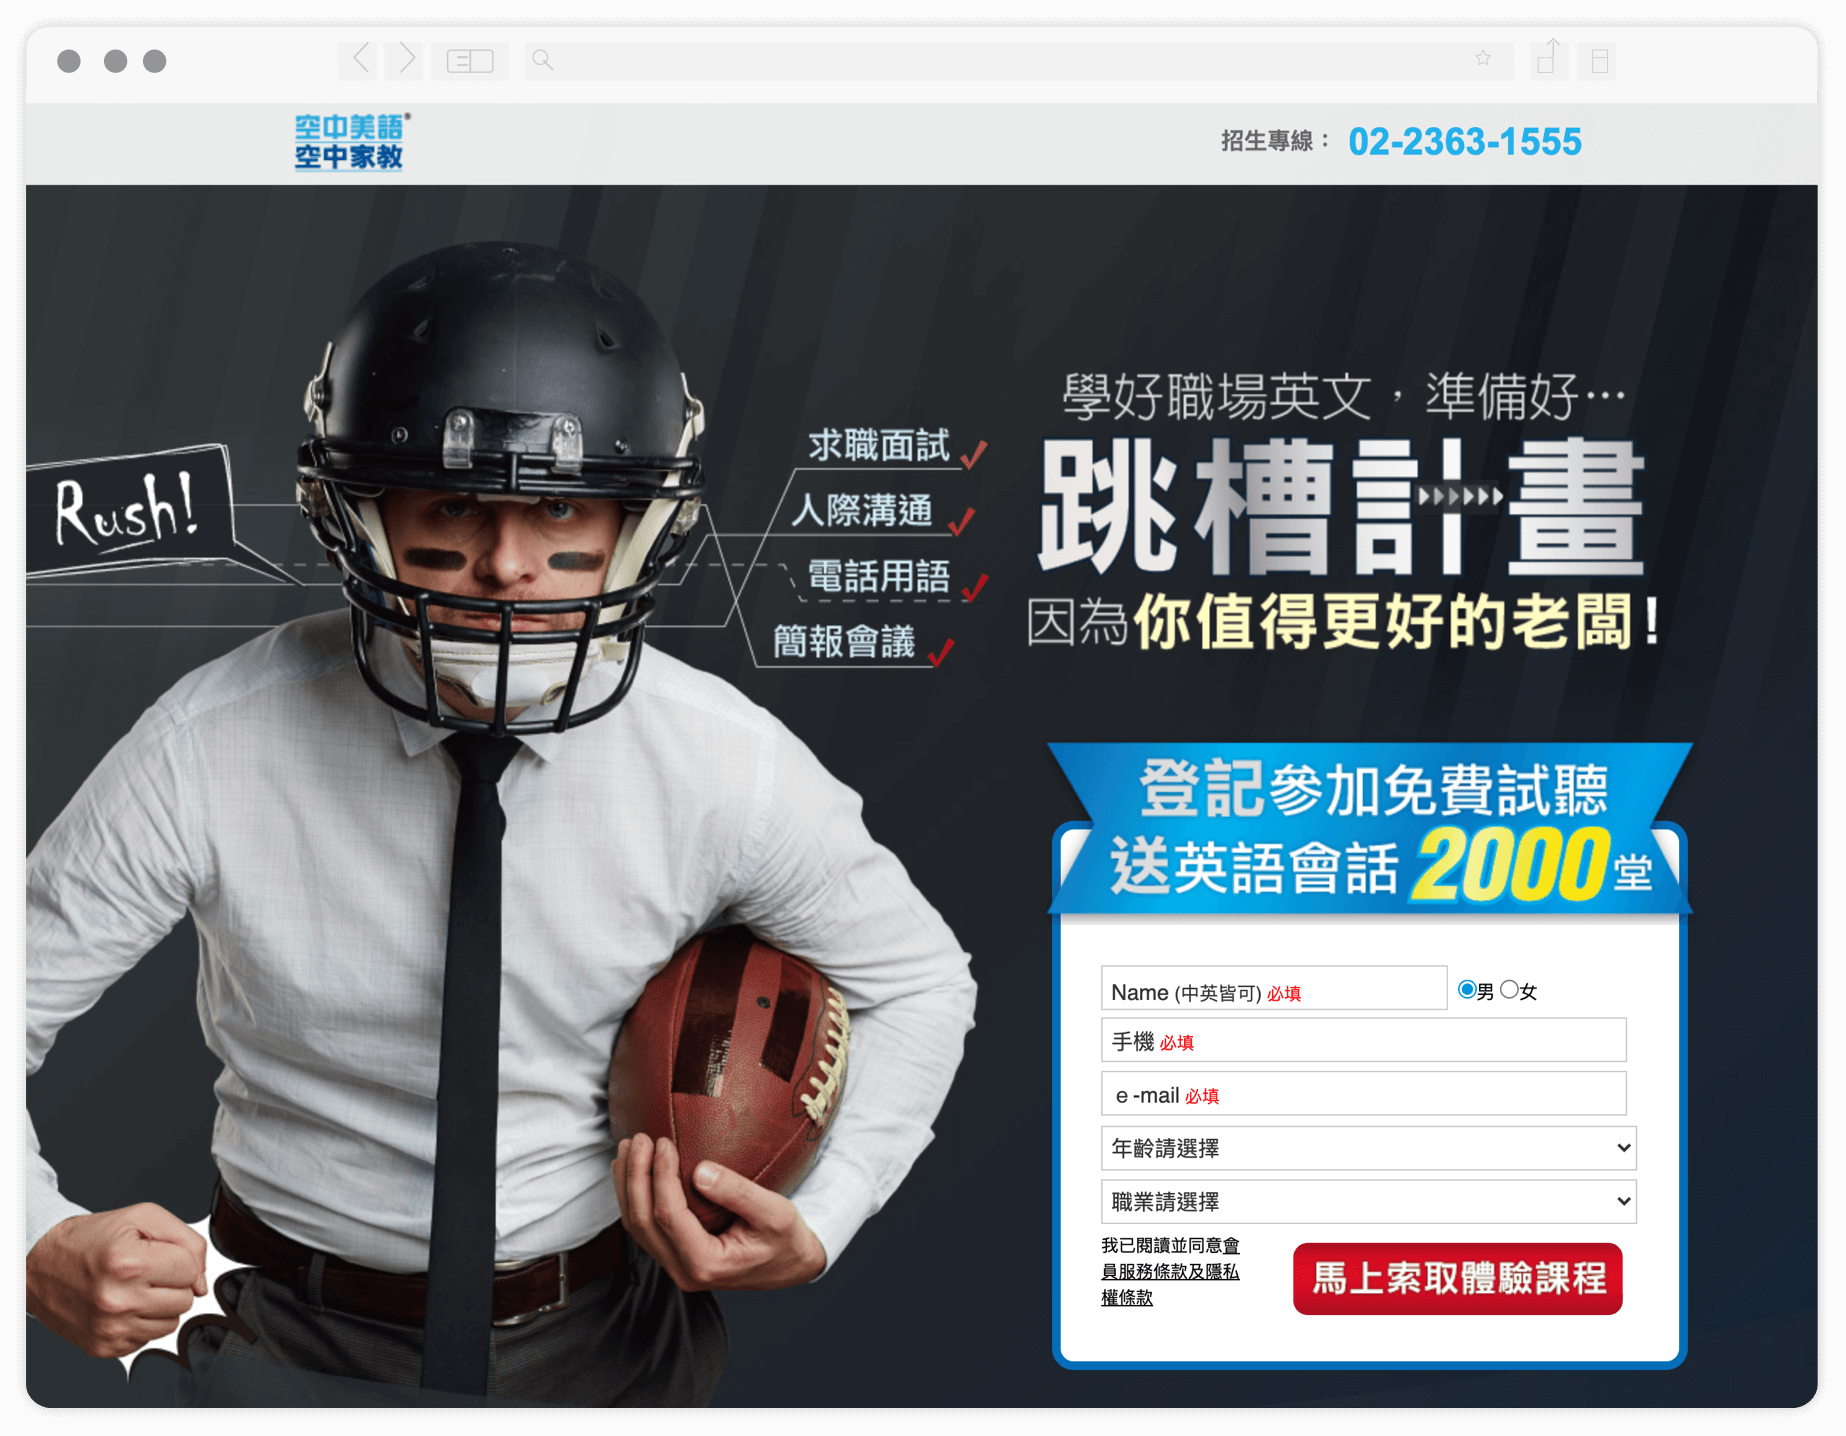 空中美語®
空中家教
招生專線： 02-2363-1555
Rush!
求職面試
人際溝通
電話用語
簡報會議
學好職場英文，準備好…
跳槽計畫
因為你值得更好的老闆！
登記參加免費試聽
送英語會話2000堂
Name (中英皆可) 必填 男 女
手機 必填
e -mail 必填
年齡請選擇
職業請選擇
我已閱讀並同意會
員服務條款及隱私
權條款
馬上索取體驗課程